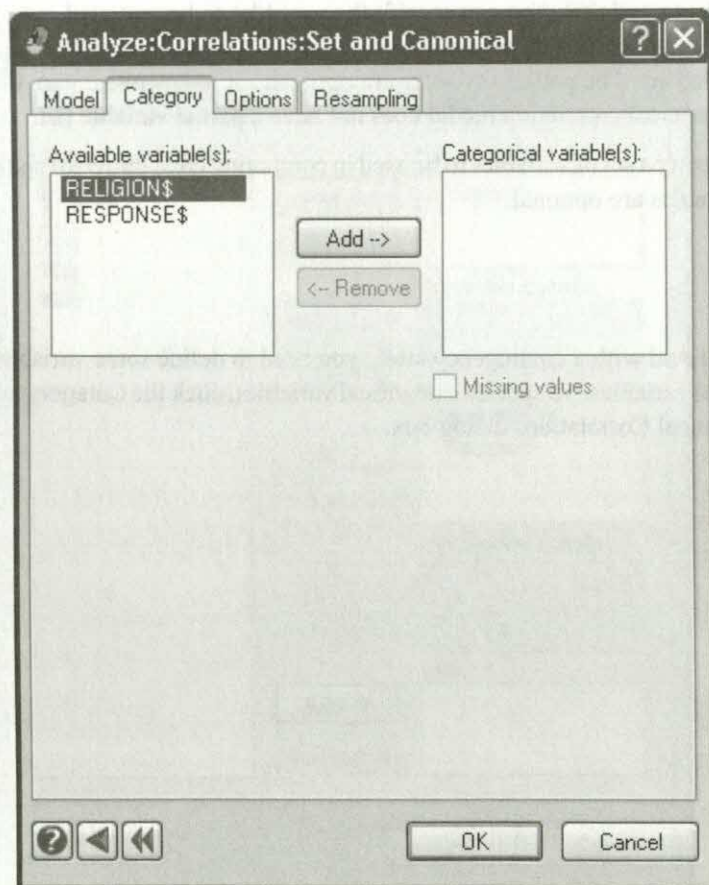 Analyze:Correlations:Set and Canonical
Model Category Options Resampling
Available variable(s): Categorical variable(s):
RELIGION$
RESPONSE$
Add -->
<-- Remove
Missing values
OK Cancel